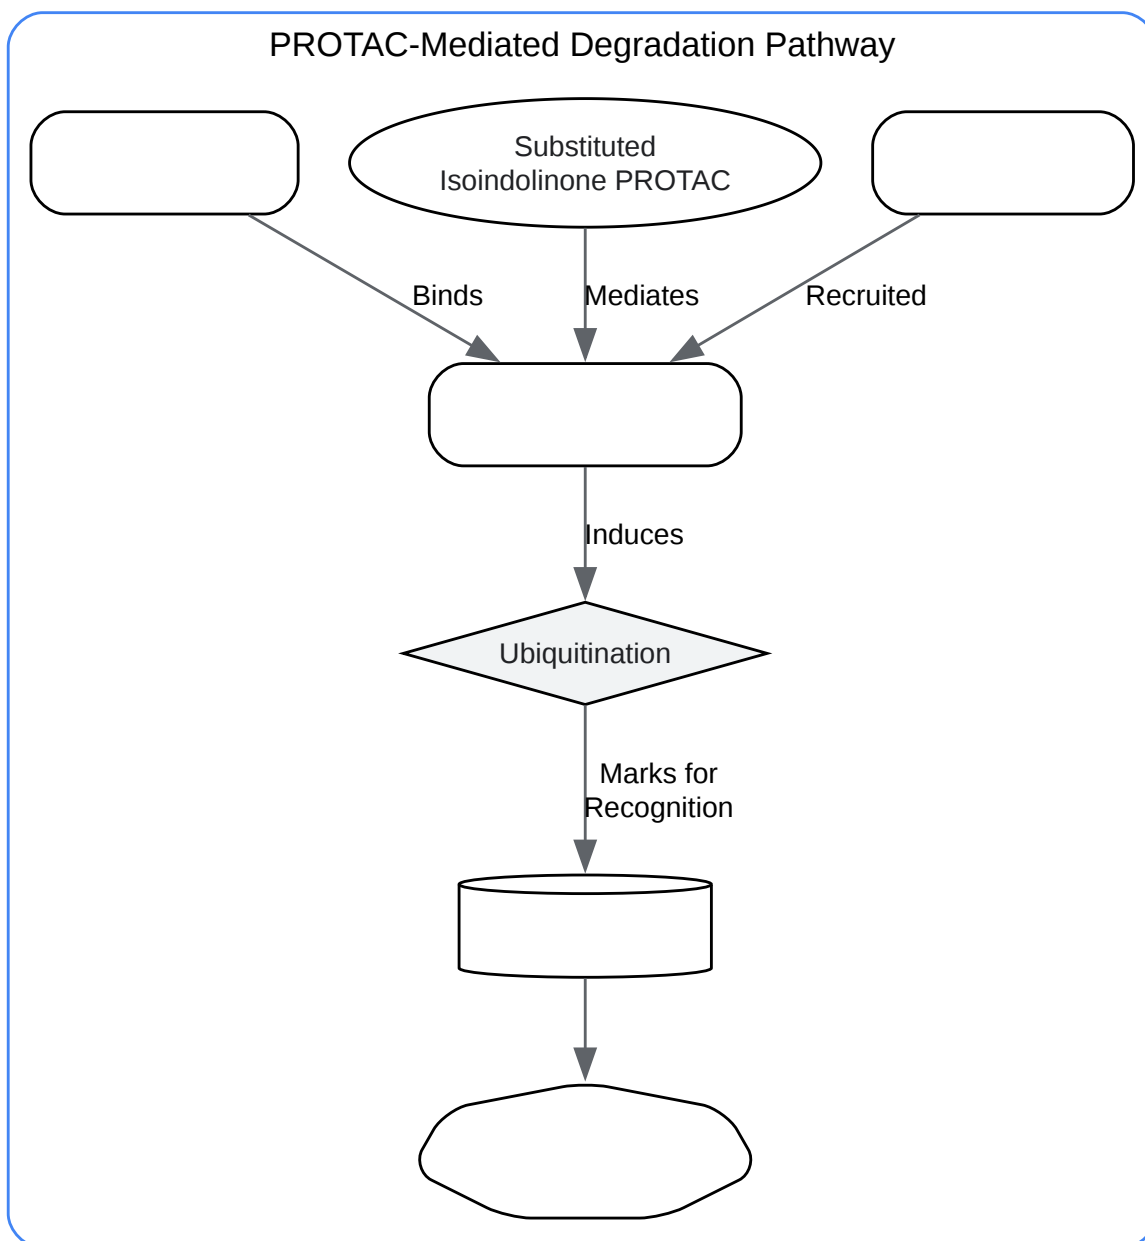 PROTAC-Mediated Degradation Pathway
Substituted
Isoindolinone PROTAC
Binds
Mediates
Recruited
Induces
Ubiquitination
Marks for
Recognition